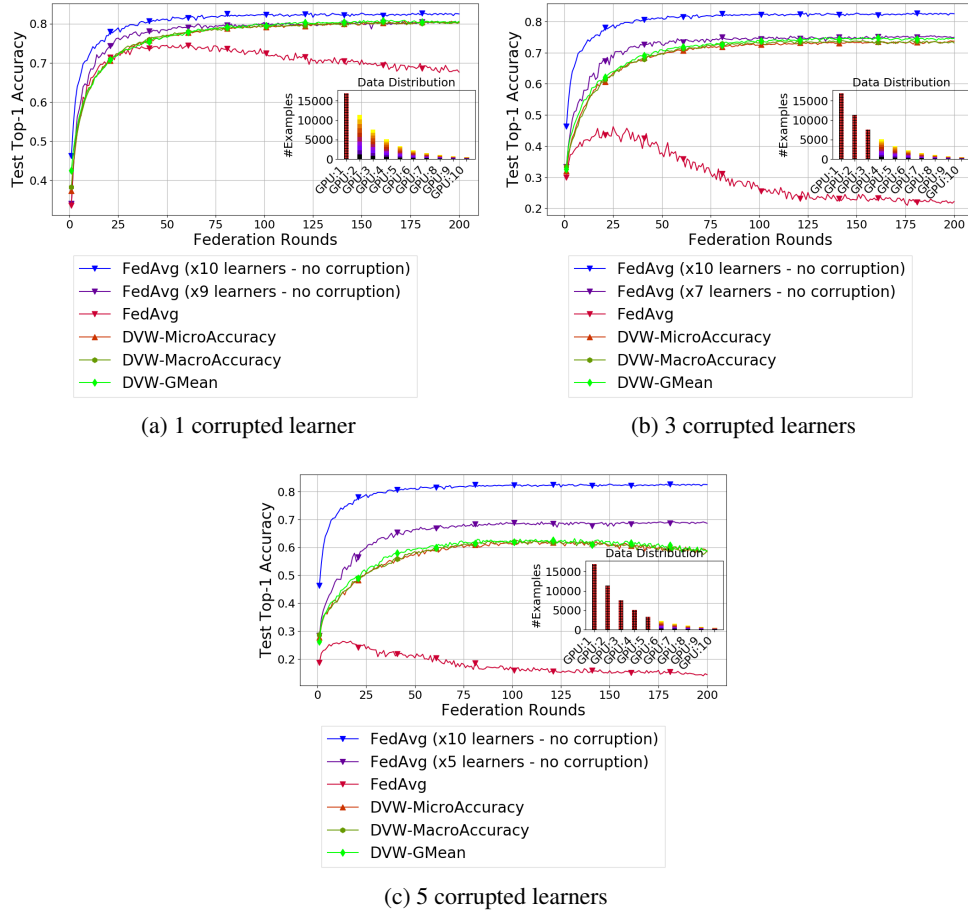 Test Top-1 Accuracy
0.8
0.7
0.6
0.5
0.4
0
25
50
75
100
125
150
175
200
Federation Rounds
Data Distribution
#Examples
15000
10000
5000
0
GPU:1
GPU:2
GPU:3
GPU:4
GPU:5
GPU:6
GPU:7
GPU:8
GPU:9
GPU:10
FedAvg (x10 learners - no corruption)
FedAvg (x9 learners - no corruption)
FedAvg
DVW-MicroAccuracy
DVW-MacroAccuracy
DVW-GMean
(a) 1 corrupted learner
Test Top-1 Accuracy
0.8
0.7
0.6
0.5
0.4
0.3
0.2
0
25
50
75
100
125
150
175
200
Federation Rounds
Data Distribution
#Examples
15000
10000
5000
0
GPU:1
GPU:2
GPU:3
GPU:4
GPU:5
GPU:6
GPU:7
GPU:8
GPU:9
GPU:10
FedAvg (x10 learners - no corruption)
FedAvg (x7 learners - no corruption)
FedAvg
DVW-MicroAccuracy
DVW-MacroAccuracy
DVW-GMean
(b) 3 corrupted learners
Test Top-1 Accuracy
0.8
0.7
0.6
0.5
0.4
0.3
0.2
0
25
50
75
100
125
150
175
200
Federation Rounds
Data Distribution
#Examples
15000
10000
5000
0
GPU:1
GPU:2
GPU:3
GPU:4
GPU:5
GPU:6
GPU:7
GPU:8
GPU:9
GPU:10
FedAvg (x10 learners - no corruption)
FedAvg (x5 learners - no corruption)
FedAvg
DVW-MicroAccuracy
DVW-MacroAccuracy
DVW-GMean
(c) 5 corrupted learners